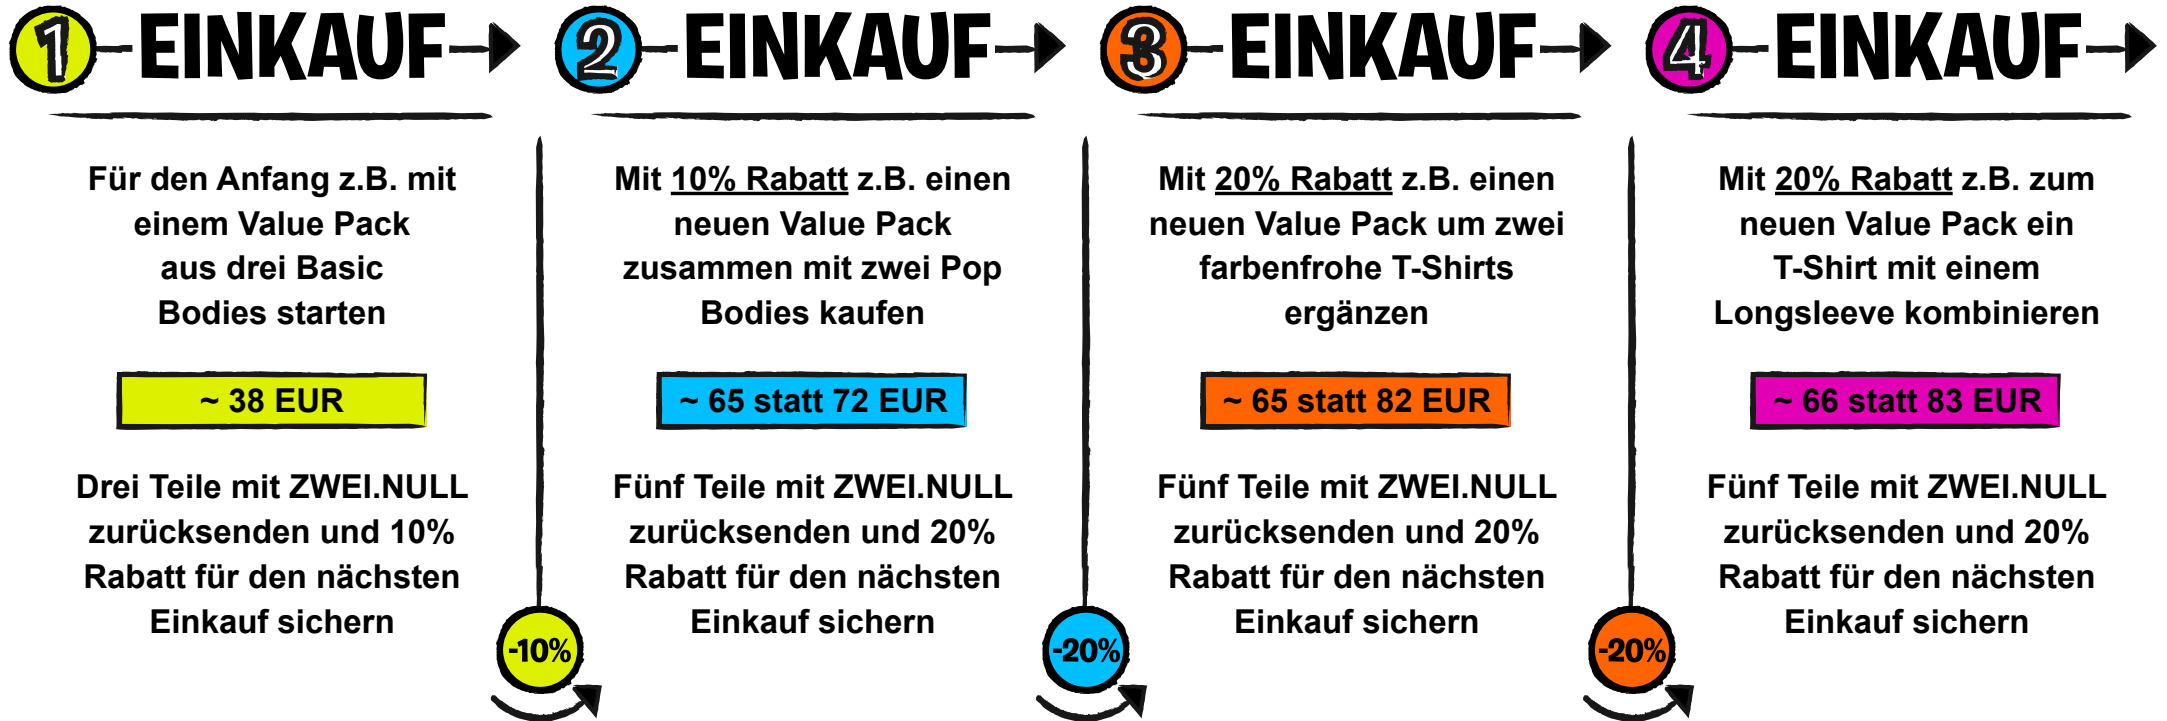 1 EINKAUF
Für den Anfang z.B. mit
einem Value Pack
aus drei Basic
Bodies starten
~ 38 EUR
Drei Teile mit ZWEI.NULL
zurücksenden und 10%
Rabatt für den nächsten
Einkauf sichern
-10%
2 EINKAUF
Mit 10% Rabatt z.B. einen
neuen Value Pack
zusammen mit zwei Pop
Bodies kaufen
~ 65 statt 72 EUR
Fünf Teile mit ZWEI.NULL
zurücksenden und 20%
Rabatt für den nächsten
Einkauf sichern
-20%
3 EINKAUF
Mit 20% Rabatt z.B. einen
neuen Value Pack um zwei
farbenfrohe T-Shirts
ergänzen
~ 65 statt 82 EUR
Fünf Teile mit ZWEI.NULL
zurücksenden und 20%
Rabatt für den nächsten
Einkauf sichern
-20%
4 EINKAUF
Mit 20% Rabatt z.B. zum
neuen Value Pack ein
T-Shirt mit einem
Longsleeve kombinieren
~ 66 statt 83 EUR
Fünf Teile mit ZWEI.NULL
zurücksenden und 20%
Rabatt für den nächsten
Einkauf sichern